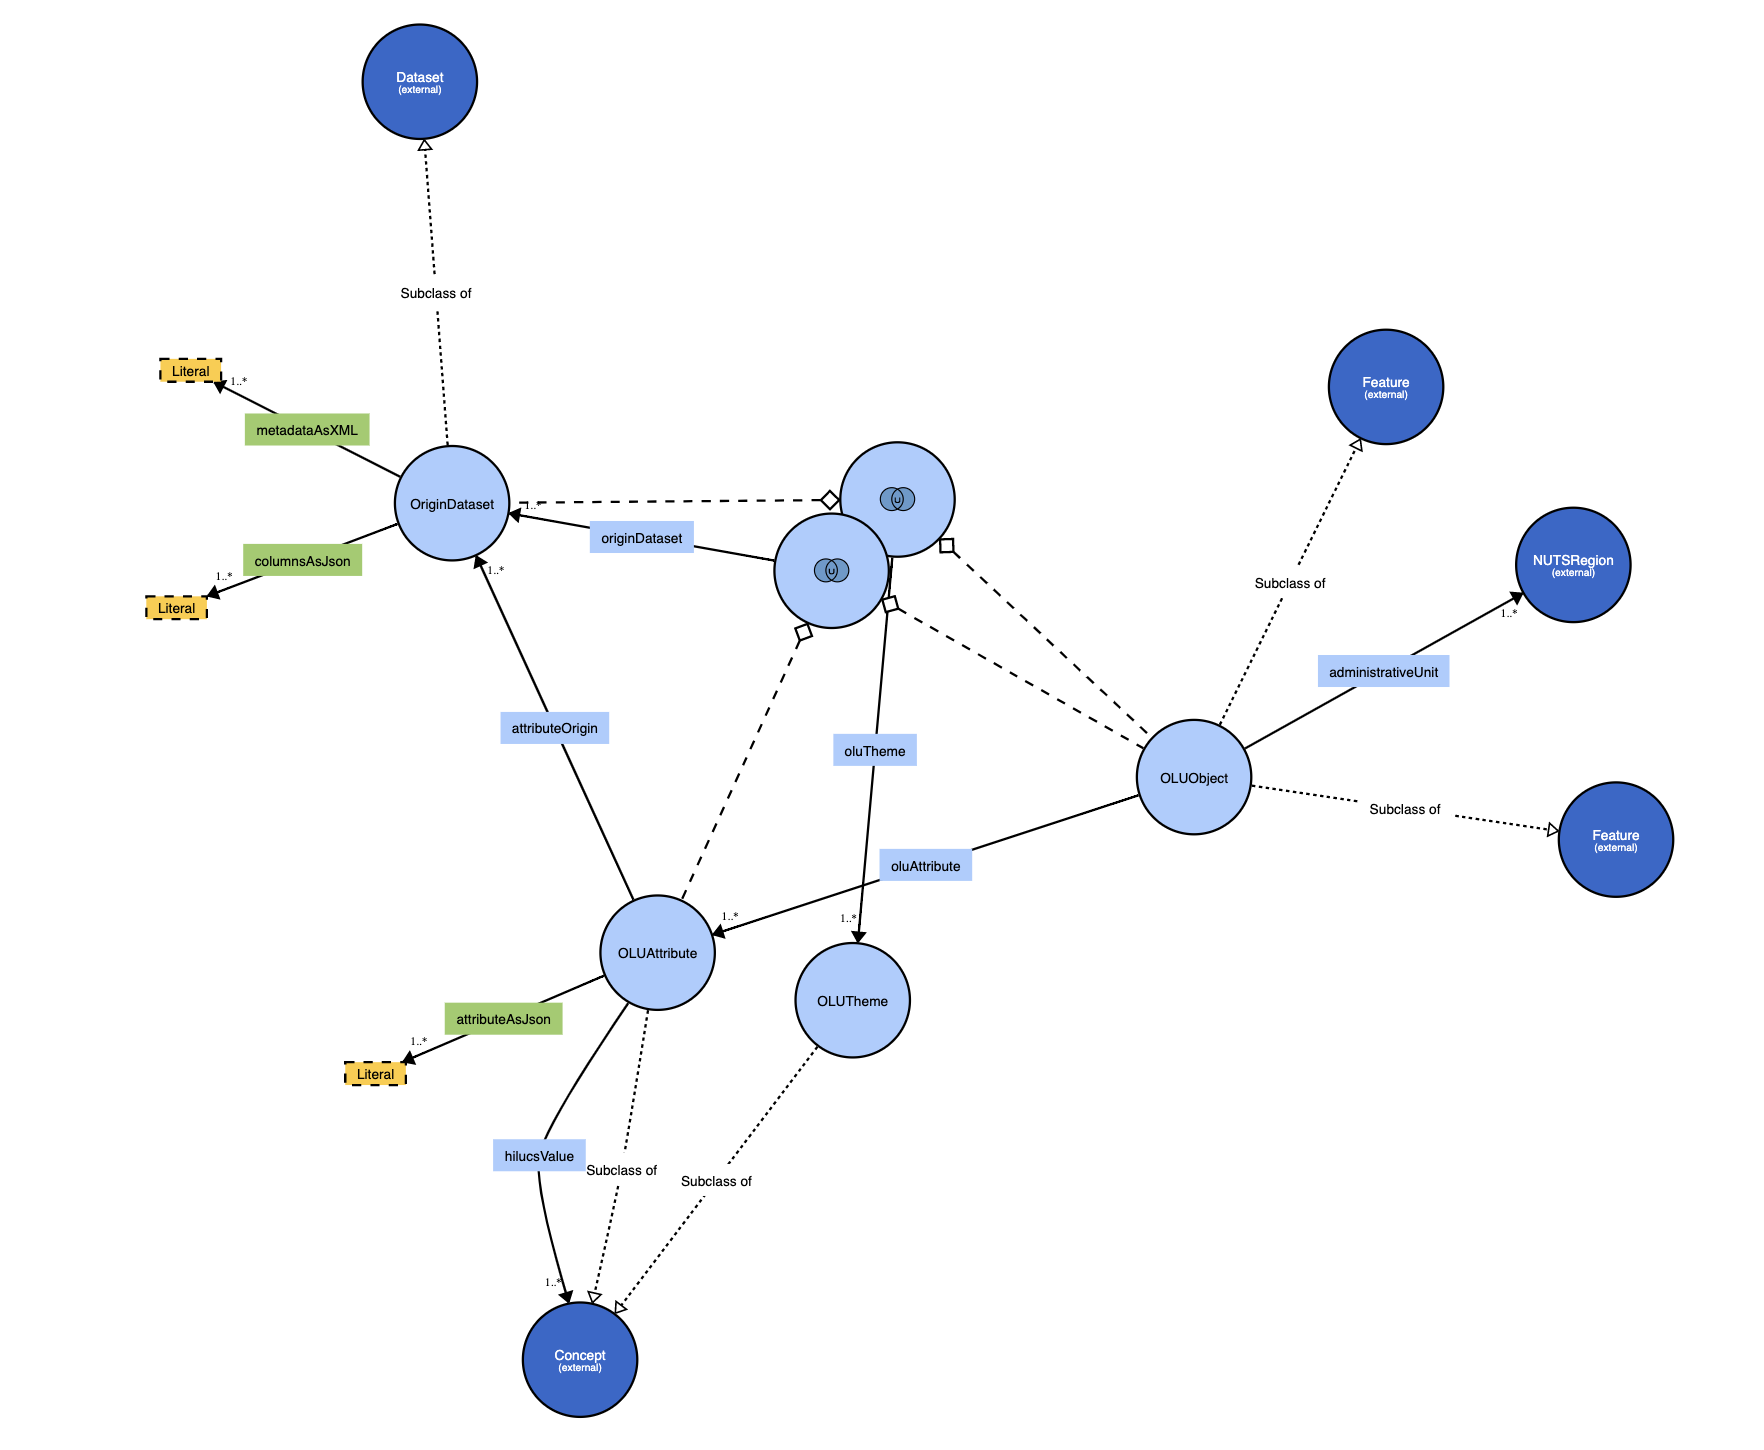 Dataset
(external)
Subclass of
Literal
1..*
metadataAsXML
Feature
(external)
OriginDataset
1..*
U
originDataset
columnsAsJson
NUTSRegion
(external)
1..*
1..*
U
Subclass of
Literal
1..*
administrativeUnit
attributeOrigin
oluTheme
OLUObject
Subclass of
Feature
(external)
oluAttribute
1..*
1..*
OLUAttribute
OLUTheme
attributeAsJson
1..*
Literal
hilucsValue
Subclass of
Subclass of
1..*
Concept
(external)